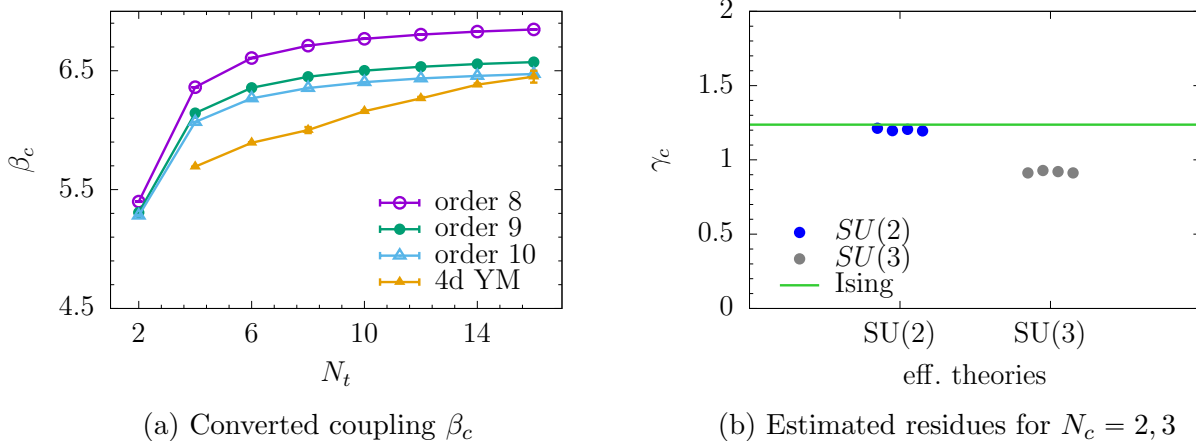 6.5
5.5
4.5
β_c
2 6 10 14
N_t
order 8
order 9
order 10
4d YM
(a) Converted coupling β_c
2
1.5
1
0.5
0
γ_c
SU(2)
SU(3)
Ising
SU(2) SU(3)
eff. theories
(b) Estimated residues for N_c = 2, 3